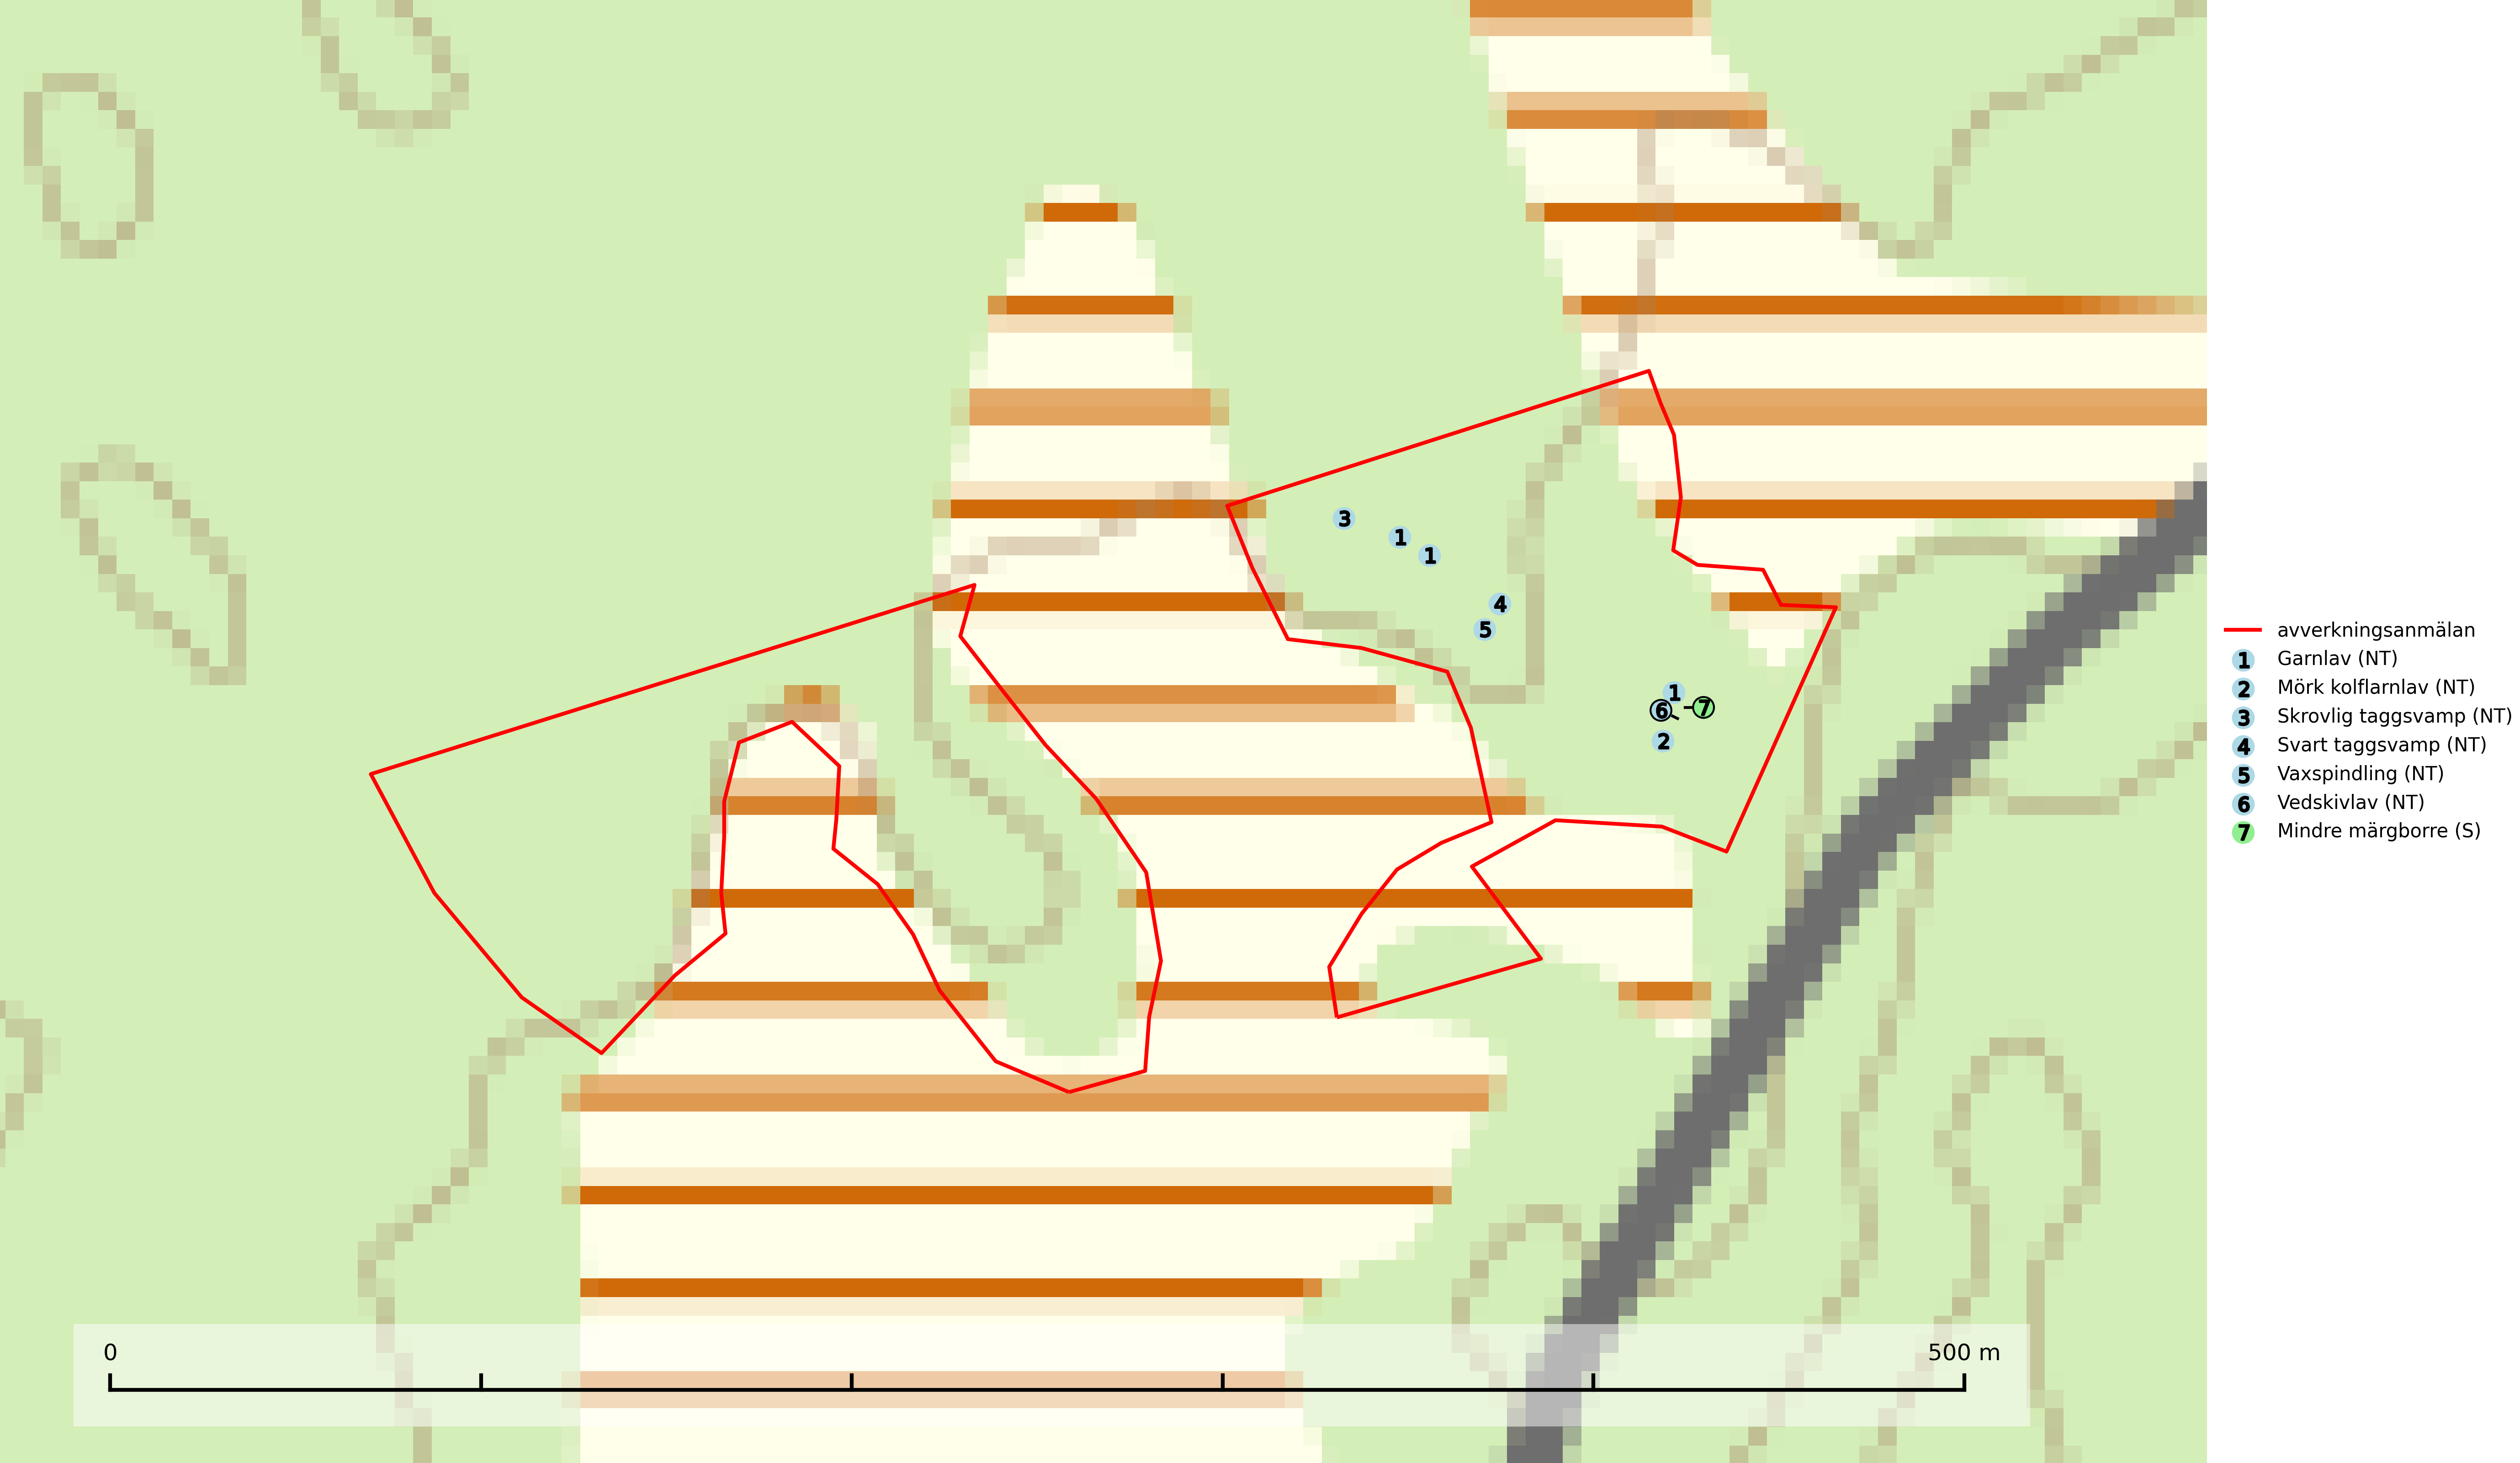 3
1
1
4
5
1
6
7
2
avverkningsanmälan
1 Garnlav (NT)
2 Mörk kolflarnlav (NT)
3 Skrovlig taggsvamp (NT)
4 Svart taggsvamp (NT)
5 Vaxspindling (NT)
6 Vedskivlav (NT)
7 Mindre märgborre (S)
0 500 m